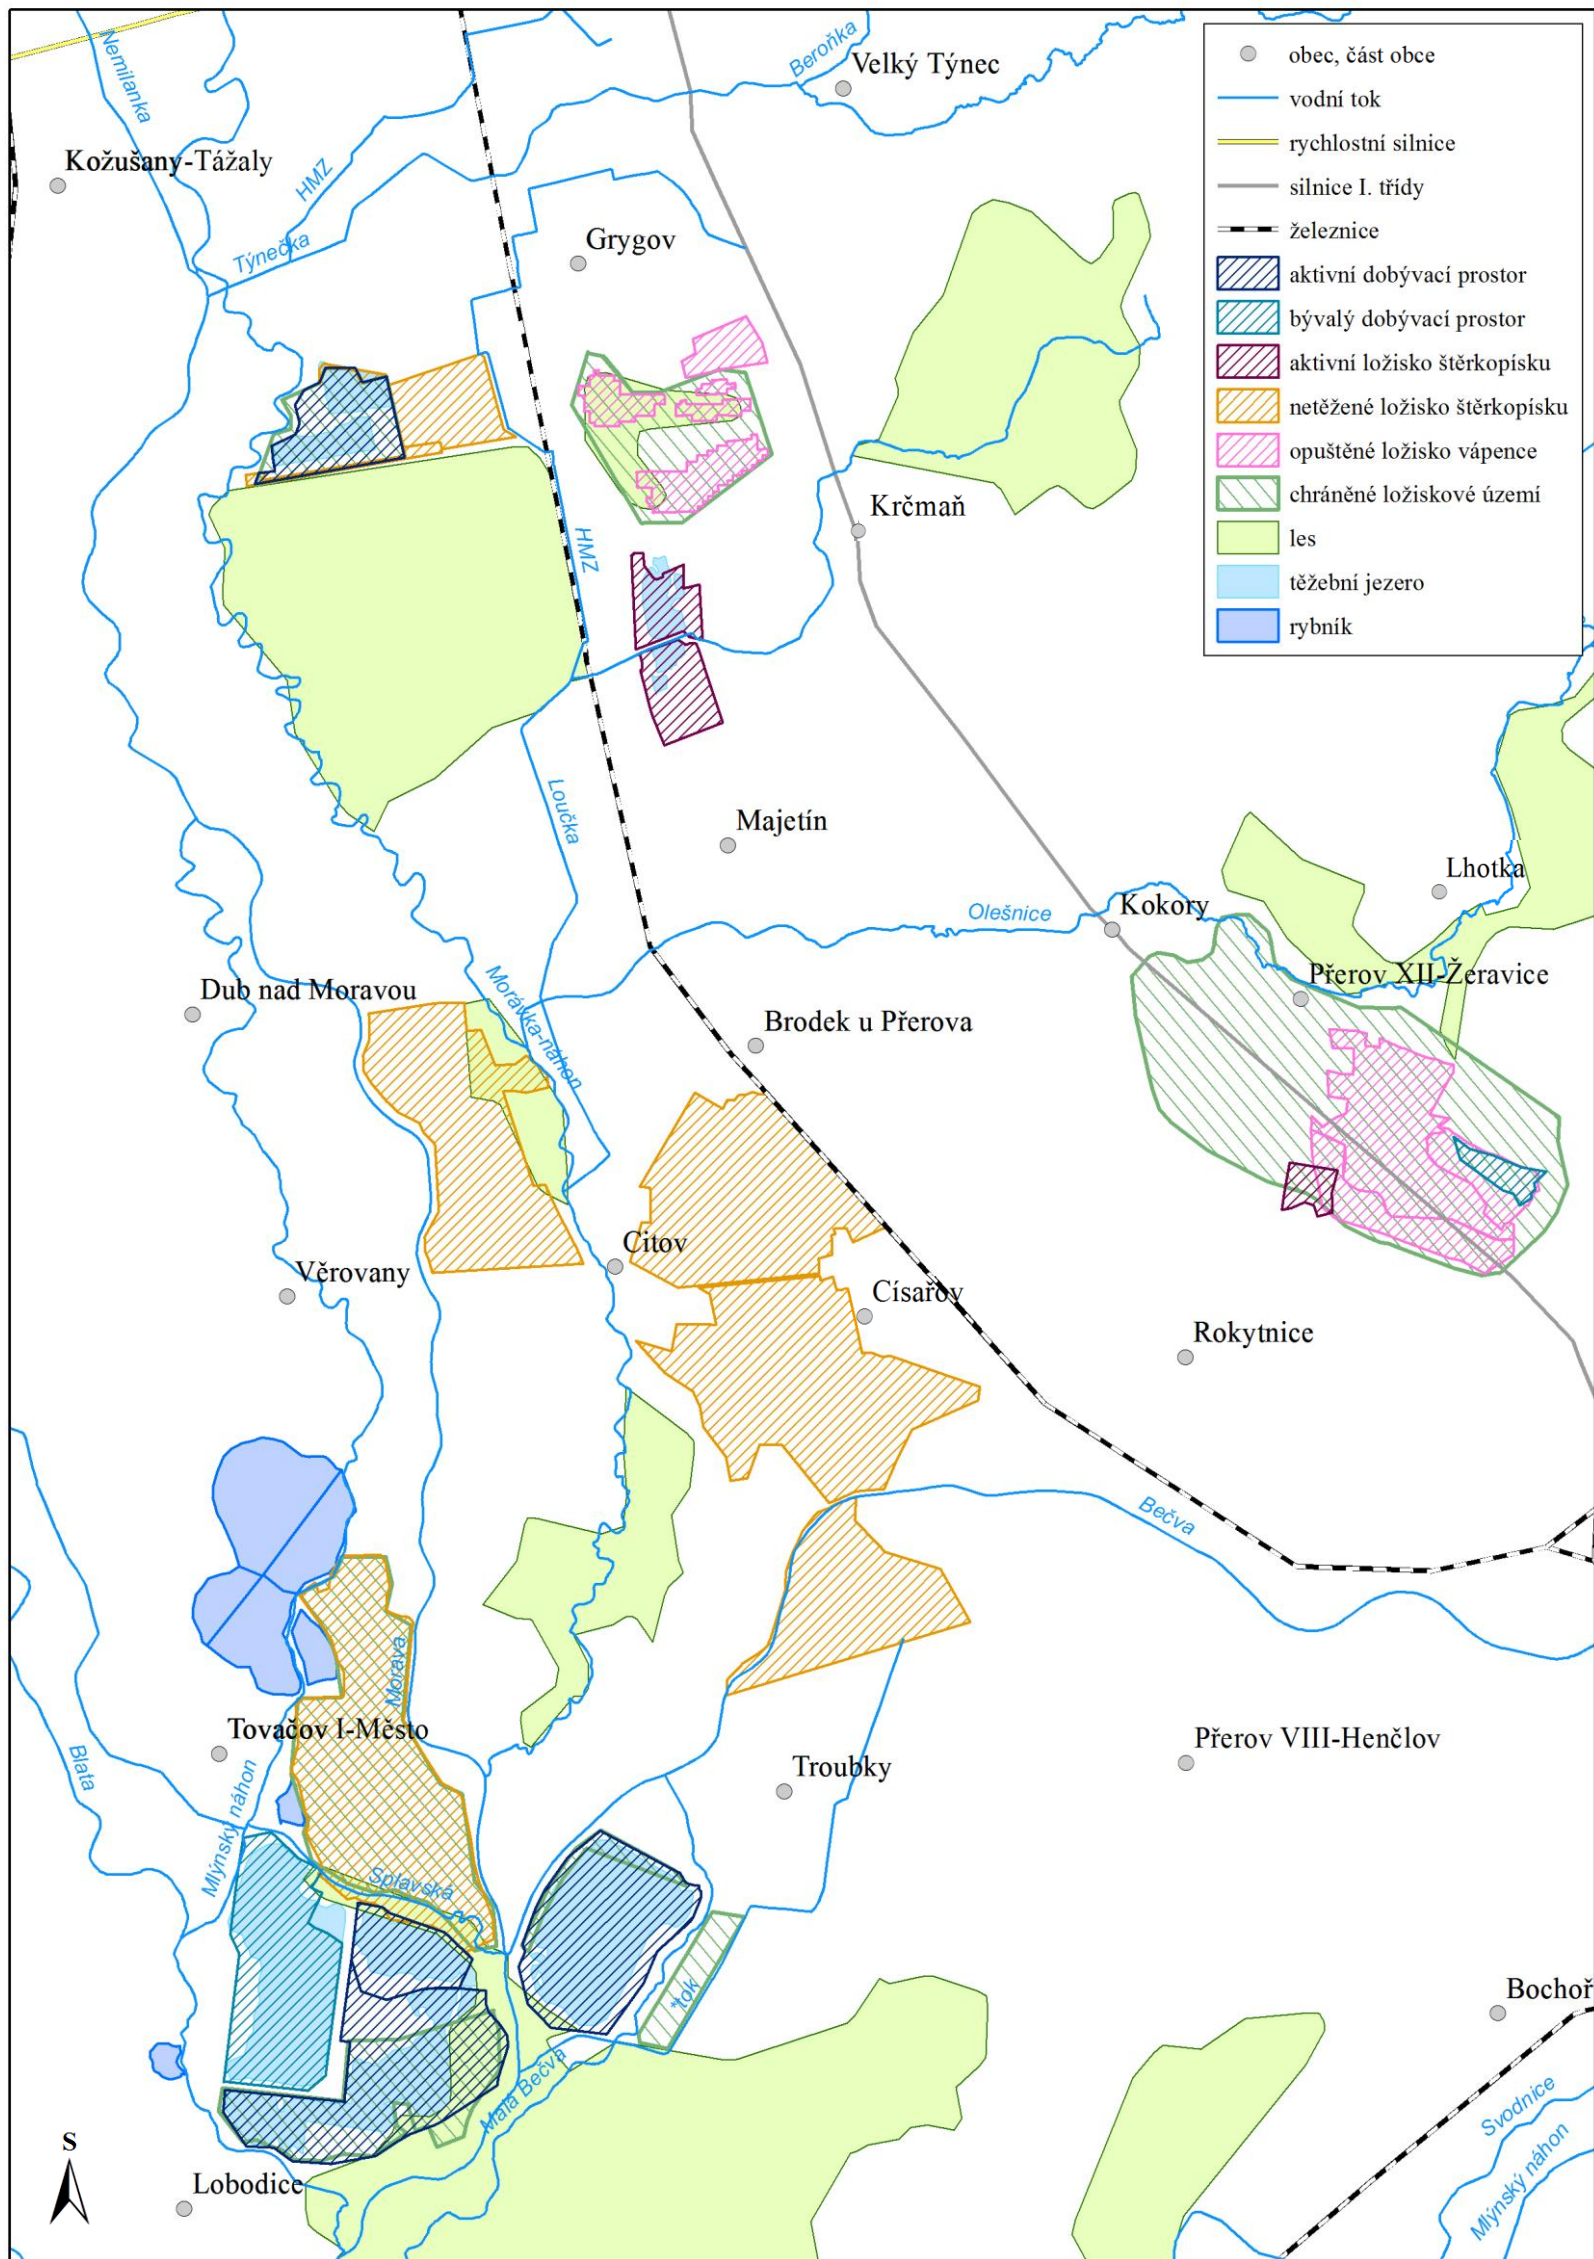 Nemilanka
Beroňka
Velký Týnec
Kožušany-Tážaly
HMZ
Týnečka
Grygov
obec, část obce
vodní tok
rychlostní silnice
silnice I. třídy
železnice
aktivní dobývací prostor
bývalý dobývací prostor
aktivní ložisko štěrkopísku
netěžené ložisko štěrkopísku
opuštěné ložisko vápence
chráněné ložiskové území
les
těžební jezero
rybník
Krčmaň
HMZ
Loučka
Majetín
Lhotka
Olešnice
Kokory
Přerov XII-Žeravice
Dub nad Moravou
Morávka-náhon
Brodek u Přerova
Citov
Věrovany
Císařov
Rokytnice
Bečva
Morava
Tovačov I-Město
Přerov VIII-Henčlov
Blata
Troubky
Mlýnský náhon
Splavská
*tok
Bochoř
Malá Bečva
Svodnice
Mlýnský náhon
S
Lobodice